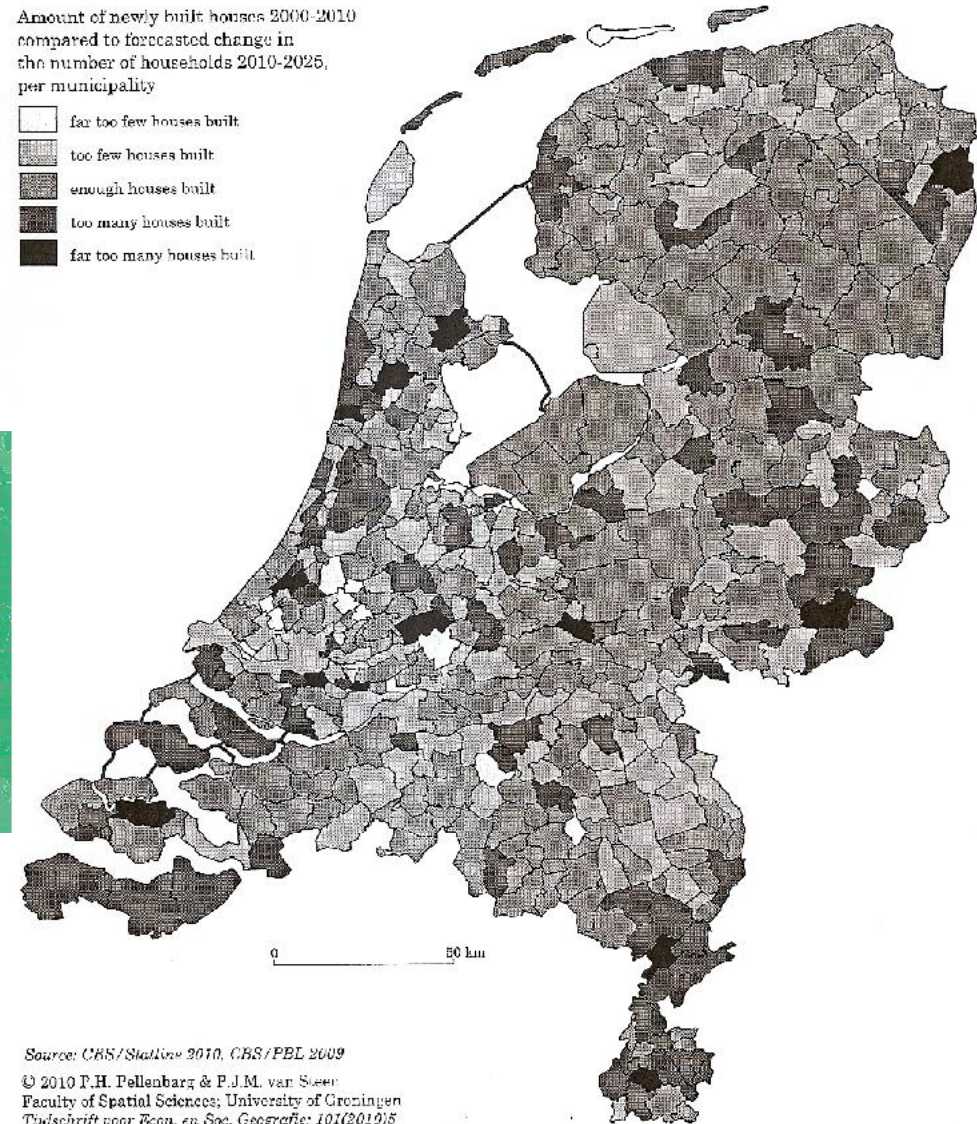 Amount of newly built houses 2000-2010
compared to forecasted change in
the number of households 2010-2025,
per municipality
far too few houses built
too few houses built
enough houses built
too many houses built
far too many houses built
0 50 km
Source: CBS/Statline 2010, CBS/PBL 2009
© 2010 P.H. Pellenbarg & P.J.M. van Steen
Faculty of Spatial Sciences; University of Groningen
Tijdschrift voor Econ. en Soc. Geografie: 101(2010)5